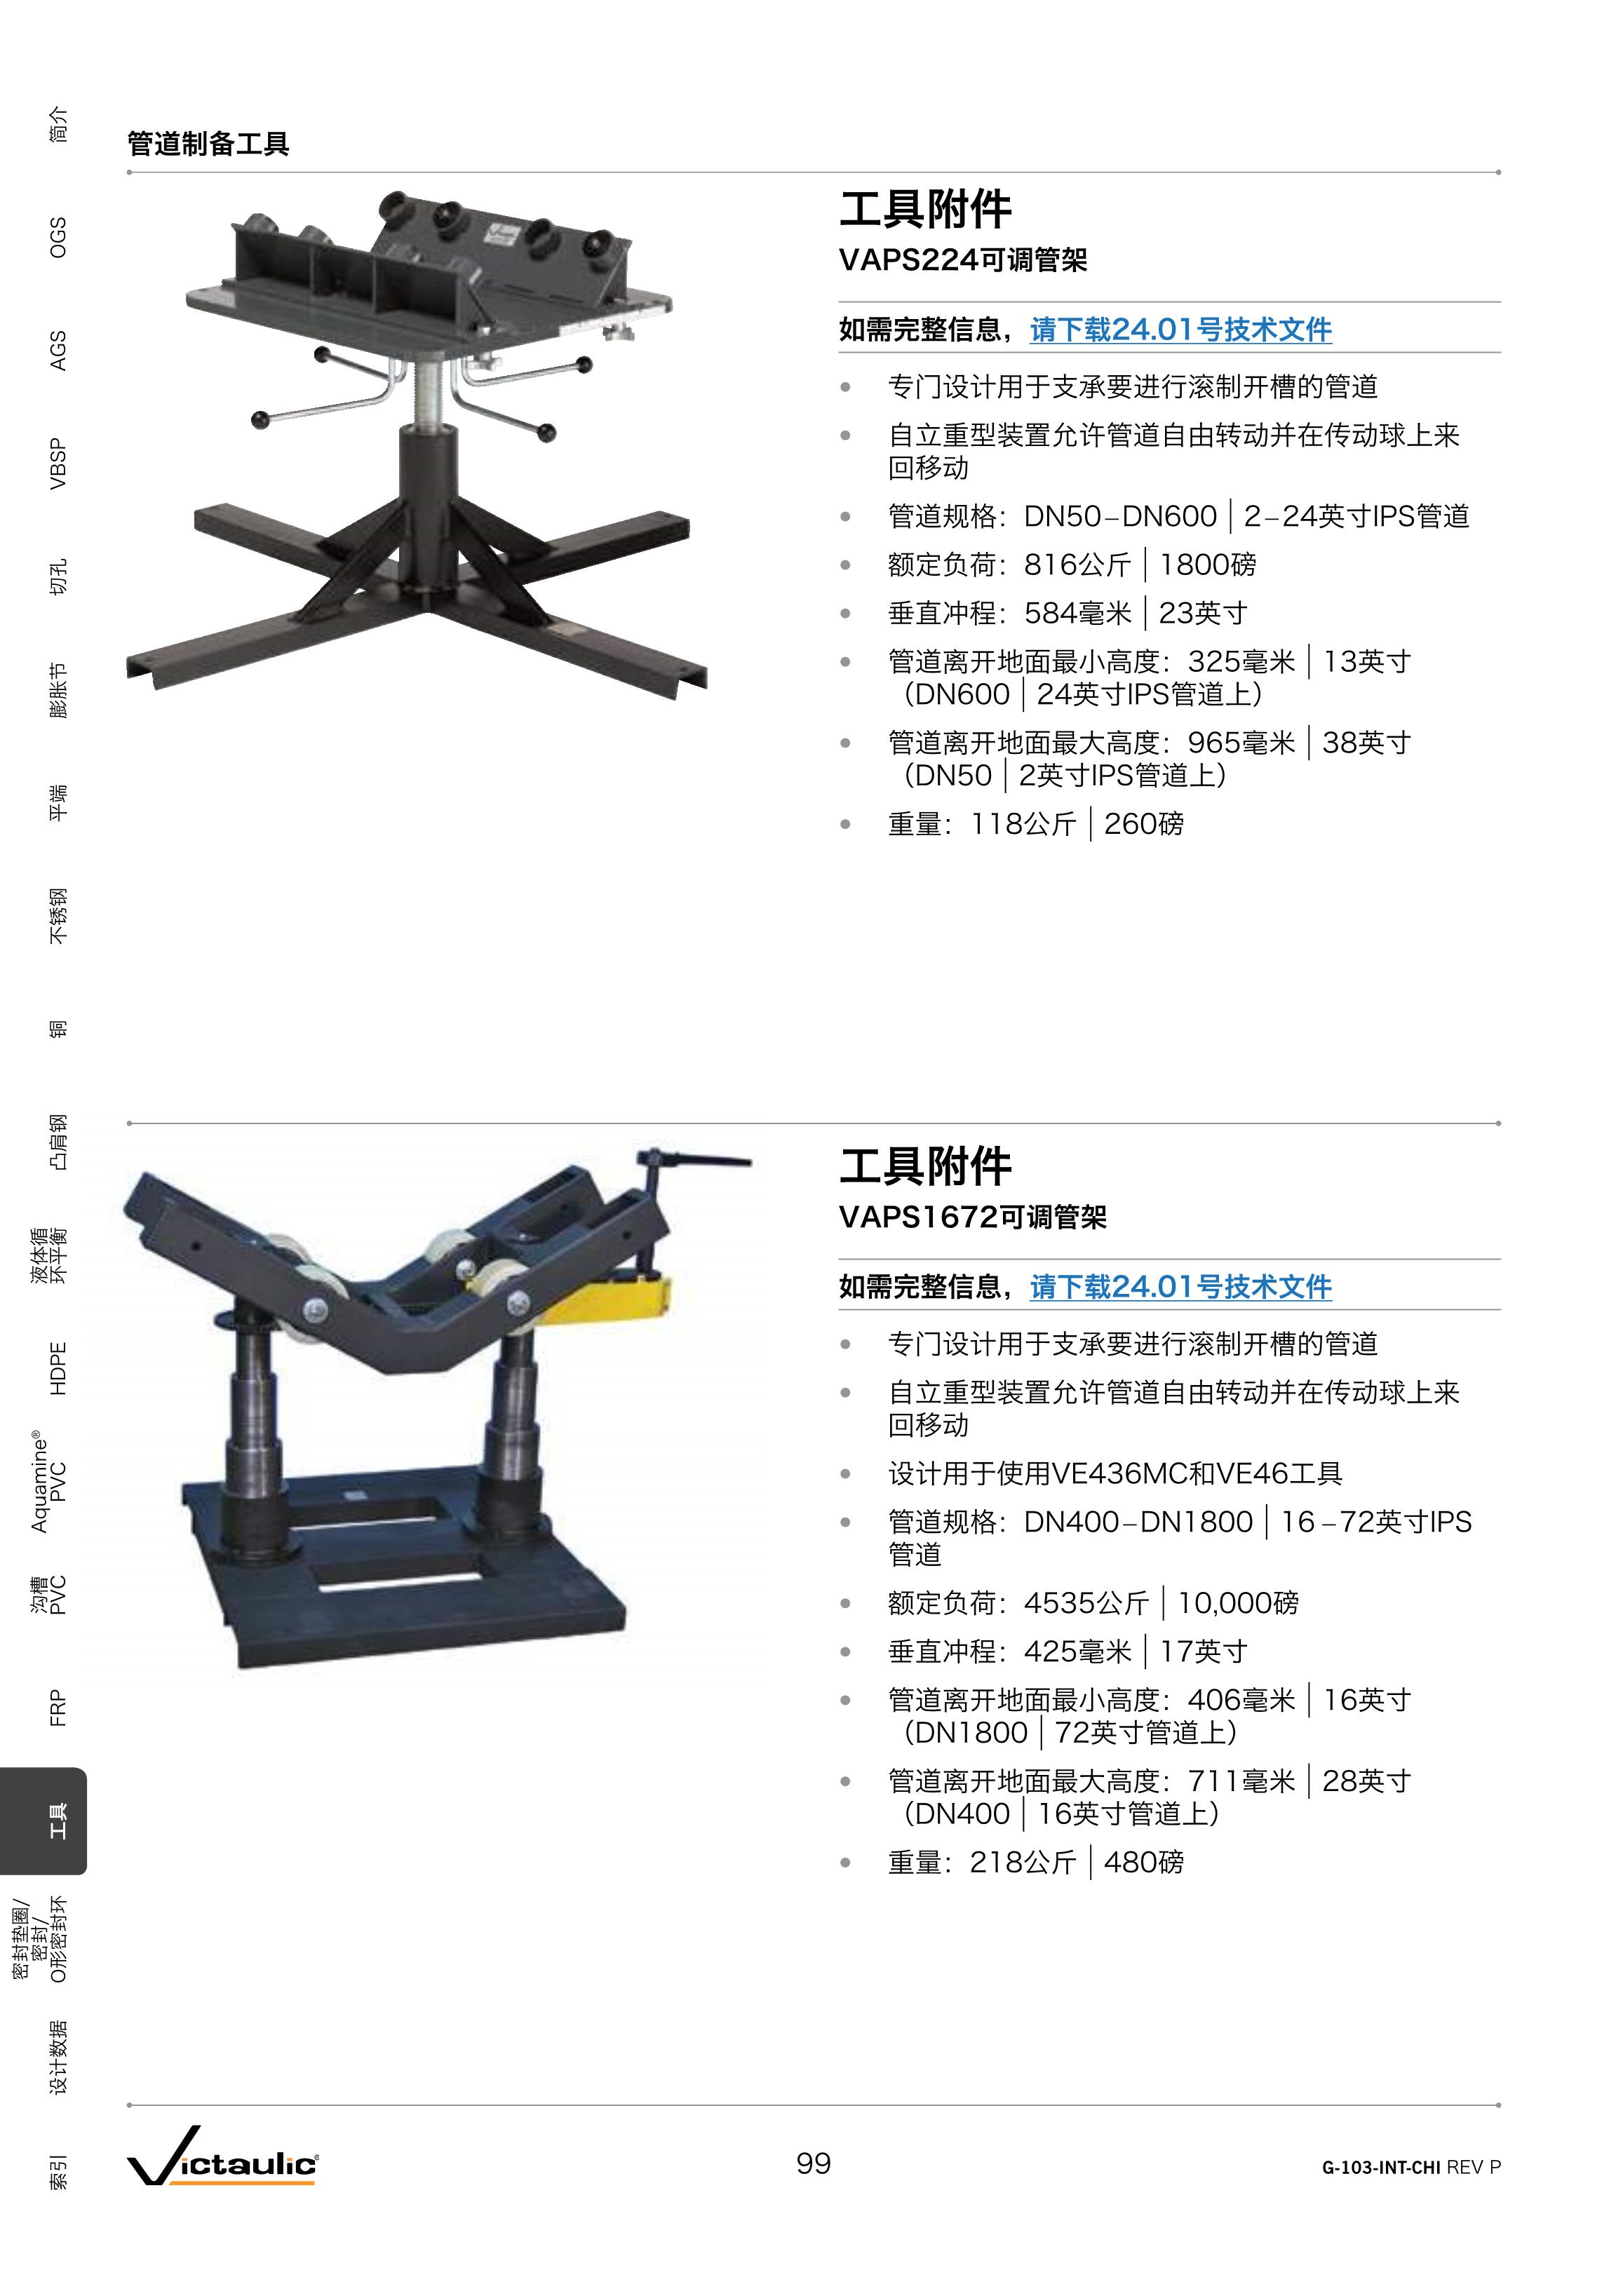 简介
OGS
AGS
VBSP
切孔
膨胀节
平端
不锈钢
铜
凸肩钢
液体循
环平衡
HDPE
Aquamine®
PVC
沟槽
PVC
FRP
工具
密封垫圈/
密封/
O形密封环
设计数据
索引
管道制备工具
工具附件
VAPS224可调管架
如需完整信息，请下载24.01号技术文件
• 专门设计用于支承要进行滚制开槽的管道
• 自立重型装置允许管道自由转动并在传动球上来
回移动
• 管道规格：DN50–DN600 | 2–24英寸IPS管道
• 额定负荷：816公斤 | 1800磅
• 垂直冲程：584毫米 | 23英寸
• 管道离开地面最小高度：325毫米 | 13英寸
（DN600 | 24英寸IPS管道上）
• 管道离开地面最大高度：965毫米 | 38英寸
（DN50 | 2英寸IPS管道上）
• 重量：118公斤 | 260磅
工具附件
VAPS1672可调管架
如需完整信息，请下载24.01号技术文件
• 专门设计用于支承要进行滚制开槽的管道
• 自立重型装置允许管道自由转动并在传动球上来
回移动
• 设计用于使用VE436MC和VE46工具
• 管道规格：DN400–DN1800 | 16 –72英寸IPS
管道
• 额定负荷：4535公斤 | 10,000磅
• 垂直冲程：425毫米 | 17英寸
• 管道离开地面最小高度：406毫米 | 16英寸
（DN1800 | 72英寸管道上）
• 管道离开地面最大高度：711毫米 | 28英寸
（DN400 | 16英寸管道上）
• 重量：218公斤 | 480磅
Victaulic®
99
G-103-INT-CHI REV P